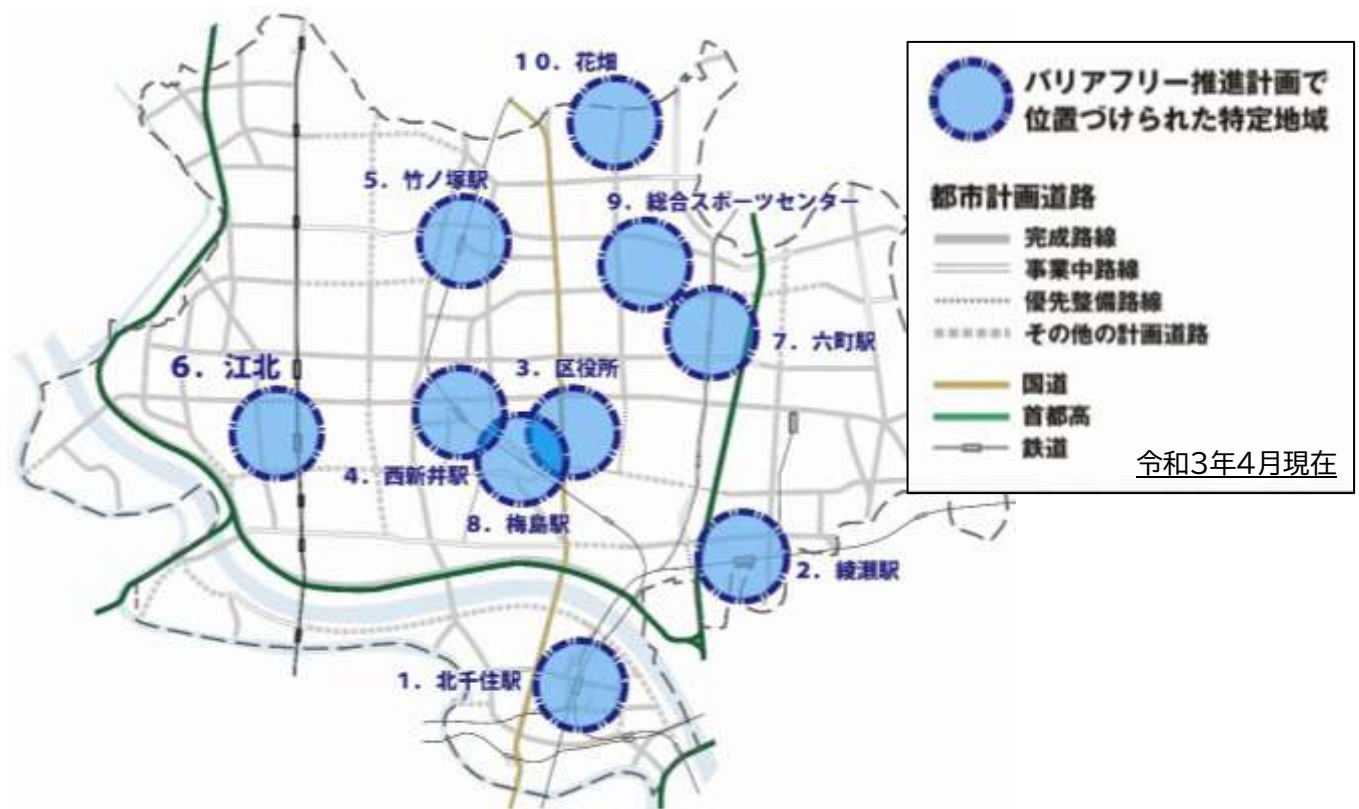 10. 花畑
5. 竹ノ塚駅
9. 総合スポーツセンター
7. 六町駅
6. 江北
3. 区役所
4. 西新井駅
8. 梅島駅
2. 綾瀬駅
1. 北千住駅
バリアフリー推進計画で
位置づけられた特定地域
都市計画道路
完成路線
事業中路線
優先整備路線
その他の計画道路
国道
首都高
鉄道
令和3年4月現在